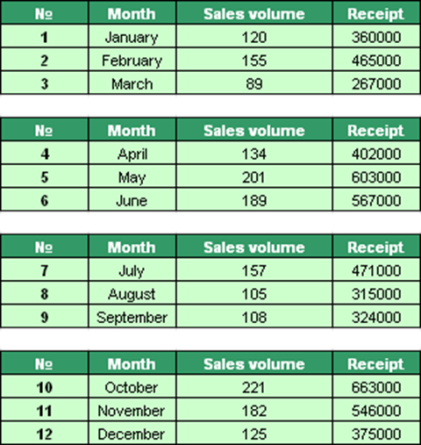 № Month Sales volume Receipt
1 January 120 360000
2 February 155 465000
3 March 89 267000
№ Month Sales volume Receipt
4 April 134 402000
5 May 201 603000
6 June 189 567000
№ Month Sales volume Receipt
7 July 157 471000
8 August 105 315000
9 September 108 324000
№ Month Sales volume Receipt
10 October 221 663000
11 November 182 546000
12 December 125 375000